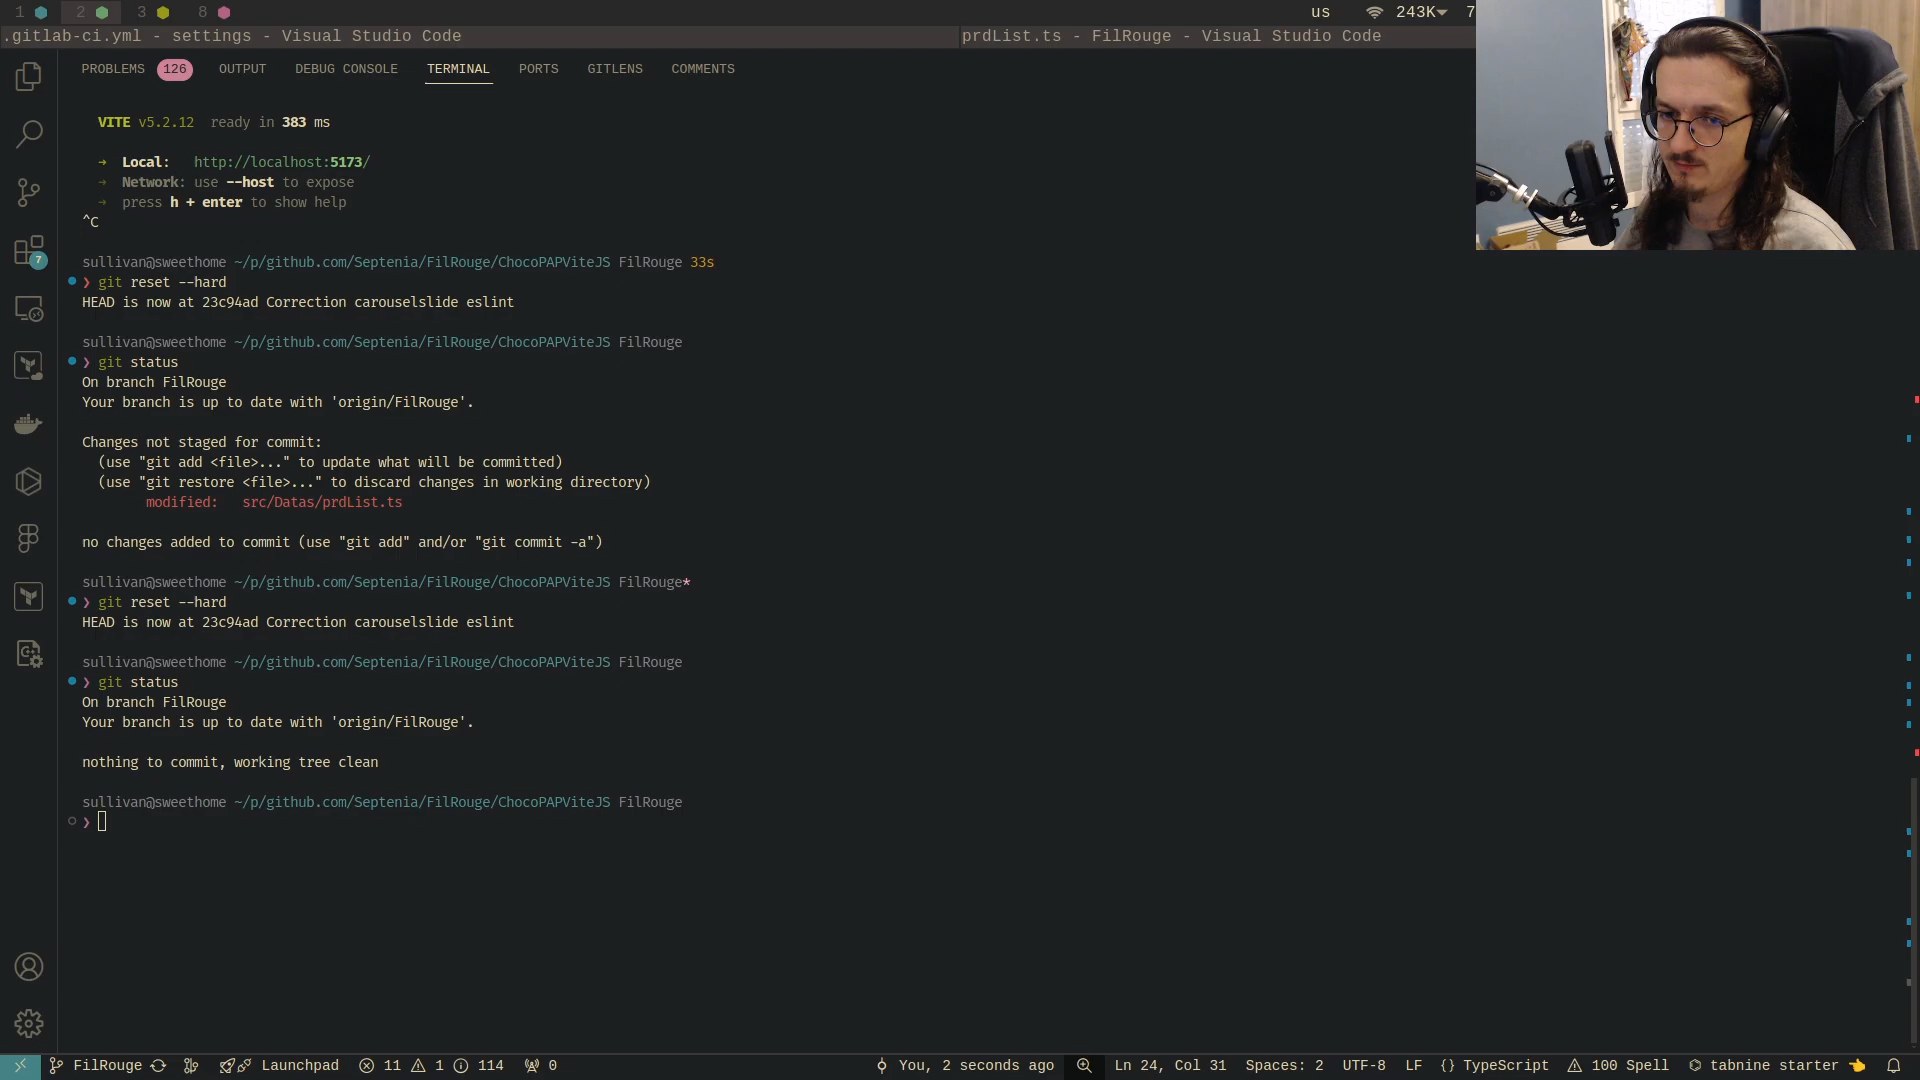 1 2 3 8 us 243K 7
.gitlab-ci.yml - settings - Visual Studio Code
prdList.ts - FilRouge - Visual Studio Code
PROBLEMS 126 OUTPUT DEBUG CONSOLE TERMINAL PORTS GITLENS COMMENTS
VITE v5.2.12 ready in 383 ms
➜ Local: http://localhost:5173/
➜ Network: use --host to expose
➜ press h + enter to show help
^C
sullivan@sweethome ~/p/github.com/Septenia/FilRouge/ChocoPAPViteJS FilRouge 33s
❯ git reset --hard
HEAD is now at 23c94ad Correction carouselslide eslint
sullivan@sweethome ~/p/github.com/Septenia/FilRouge/ChocoPAPViteJS FilRouge
❯ git status
On branch FilRouge
Your branch is up to date with 'origin/FilRouge'.
Changes not staged for commit:
(use "git add <file>..." to update what will be committed)
(use "git restore <file>..." to discard changes in working directory)
modified: src/Datas/prdList.ts
no changes added to commit (use "git add" and/or "git commit -a")
sullivan@sweethome ~/p/github.com/Septenia/FilRouge/ChocoPAPViteJS FilRouge*
❯ git reset --hard
HEAD is now at 23c94ad Correction carouselslide eslint
sullivan@sweethome ~/p/github.com/Septenia/FilRouge/ChocoPAPViteJS FilRouge
❯ git status
On branch FilRouge
Your branch is up to date with 'origin/FilRouge'.
nothing to commit, working tree clean
sullivan@sweethome ~/p/github.com/Septenia/FilRouge/ChocoPAPViteJS FilRouge
❯
7
FilRouge Launchpad 11 1 114 0 You, 2 seconds ago Ln 24, Col 31 Spaces: 2 UTF-8 LF {} TypeScript 100 Spell tabnine starter 👈